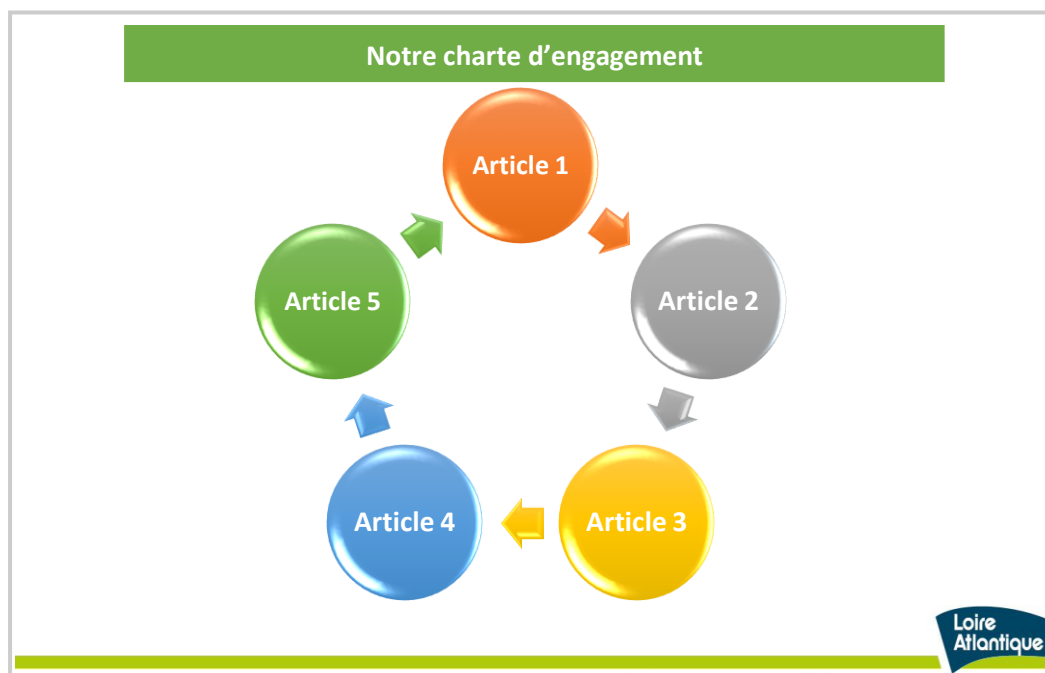 Notre charte d’engagement
Article 1
Article 2
Article 3
Article 4
Article 5
Loire
Atlantique